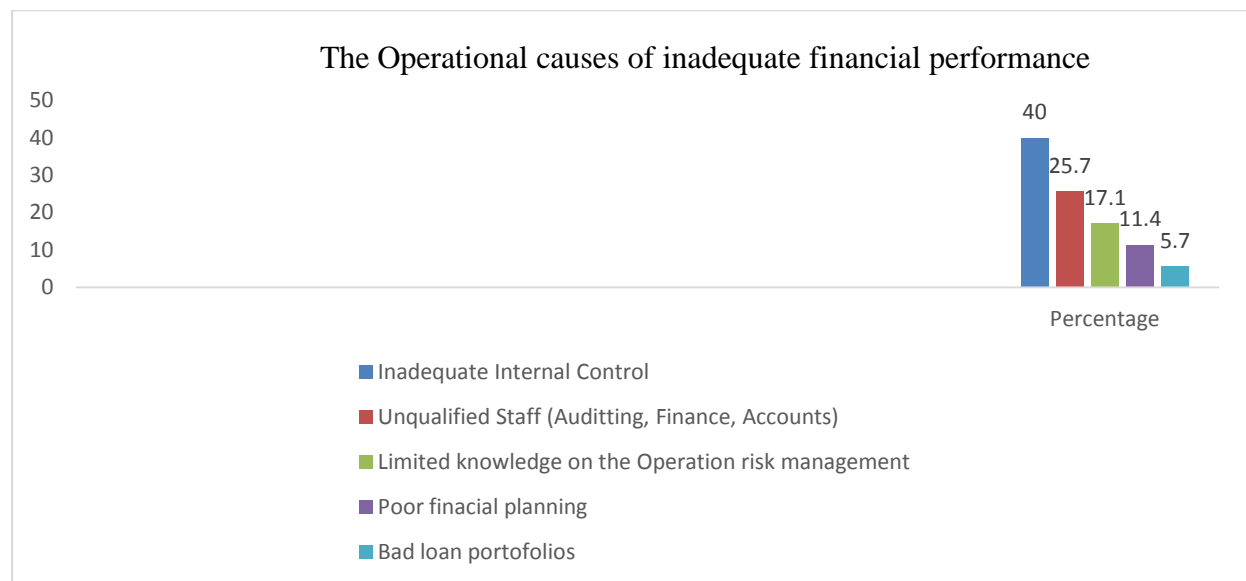 The Operational causes of inadequate financial performance
50
40
30
20
10
0
40
25.7
17.1
11.4
5.7
Percentage
Inadequate Internal Control
Unqualified Staff (Auditting, Finance, Accounts)
Limited knowledge on the Operation risk management
Poor finacial planning
Bad loan portofolios